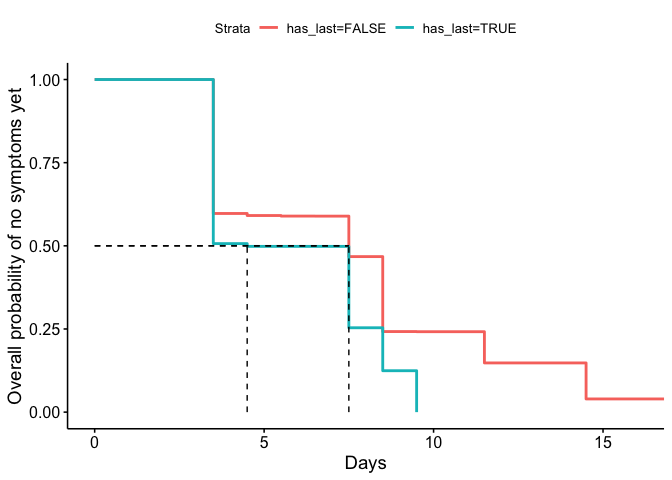 Strata has_last=FALSE has_last=TRUE
Overall probability of no symptoms yet
1.00
0.75
0.50
0.25
0.00
0 5 10 15
Days